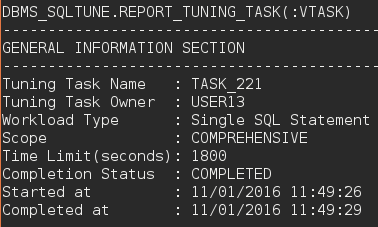 DBMS_SQLTUNE.REPORT_TUNING_TASK(:VTASK)
--------------------------------------------------
GENERAL INFORMATION SECTION
--------------------------------------------------
Tuning Task Name   : TASK_221
Tuning Task Owner  : USER13
Workload Type      : Single SQL Statement
Scope              : COMPREHENSIVE
Time Limit(seconds): 1800
Completion Status  : COMPLETED
Started at         : 11/01/2016 11:49:26
Completed at       : 11/01/2016 11:49:29